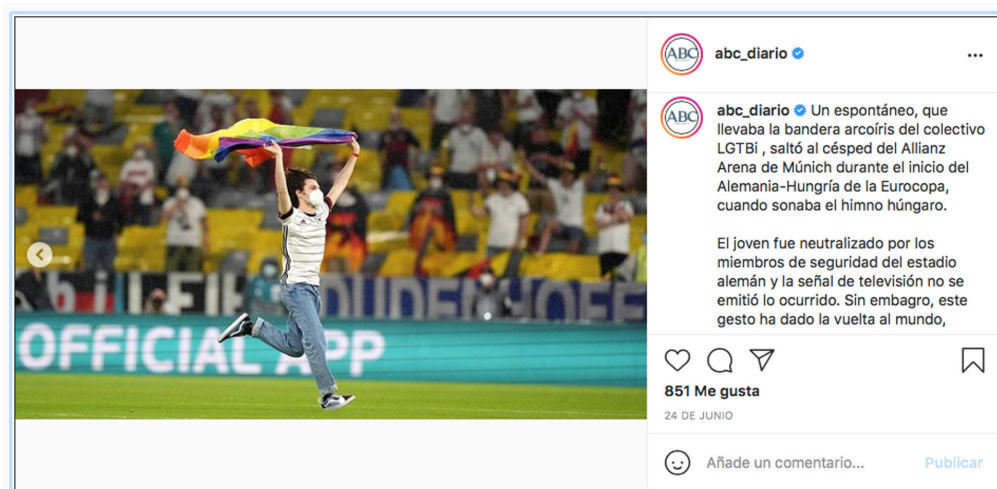 OFFICIAL APP
DUDENHOFE
ABC
abc_diario
ABC
abc_diario Un espontáneo, que
llevaba la bandera arcoíris del colectivo
LGTBi , saltó al césped del Allianz
Arena de Múnich durante el inicio del
Alemania-Hungría de la Eurocopa,
cuando sonaba el himno húngaro.
El joven fue neutralizado por los
miembros de seguridad del estadio
alemán y la señal de televisión no se
emitió lo ocurrido. Sin embagro, este
gesto ha dado la vuelta al mundo,
851 Me gusta
24 DE JUNIO
Añade un comentario...
Publicar